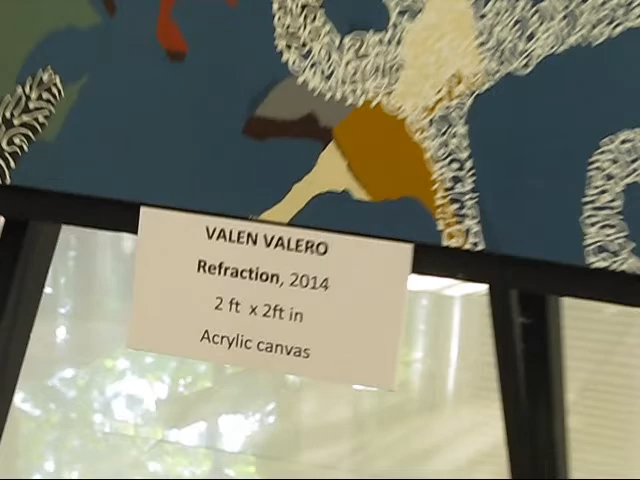 VALEN VALERO
Refraction, 2014
2 ft x 2ft in
Acrylic canvas